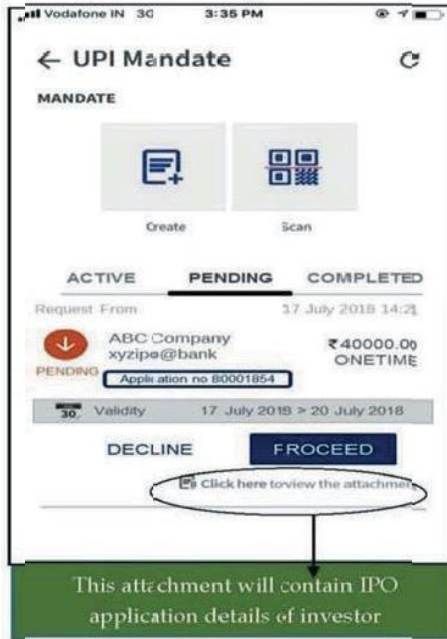 Vodafone IN 3G 3:35 PM
← UPI Mandate
MANDATE
Create Scan
ACTIVE PENDING COMPLETED
Request From 17 July 2018 14:21
ABC Company ₹40000.00
xyzipo@bank ONETIME
PENDING
Application no 80001854
30 Validity 17 July 2018 > 20 July 2018
DECLINE PROCEED
Click here to view the attachment
This attachment will contain IPO
application details of investor